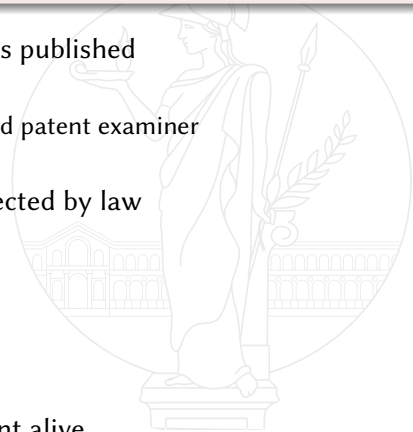 s published
d patent examiner
ected by law
nt alive